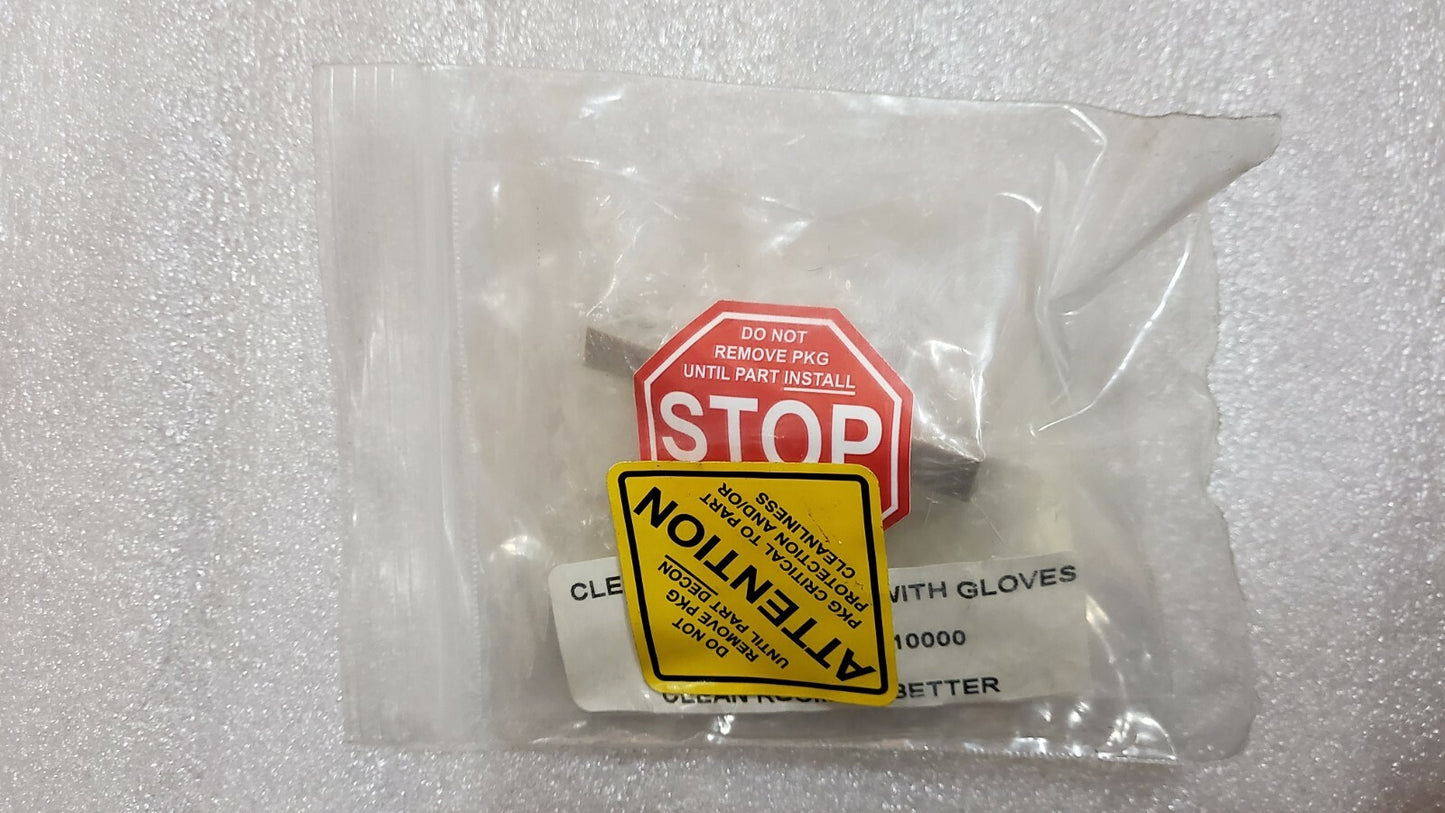 DO NOT
REMOVE PKG
UNTIL PART INSTALL
STOP
DO NOT
REMOVE PKG
UNTIL PART DECON
ATTENTION
PKG CRITICAL TO PART
PROTECTION AND/OR
CLEANLINESS
CLE WITH GLOVES
10000
CLEAN BETTER